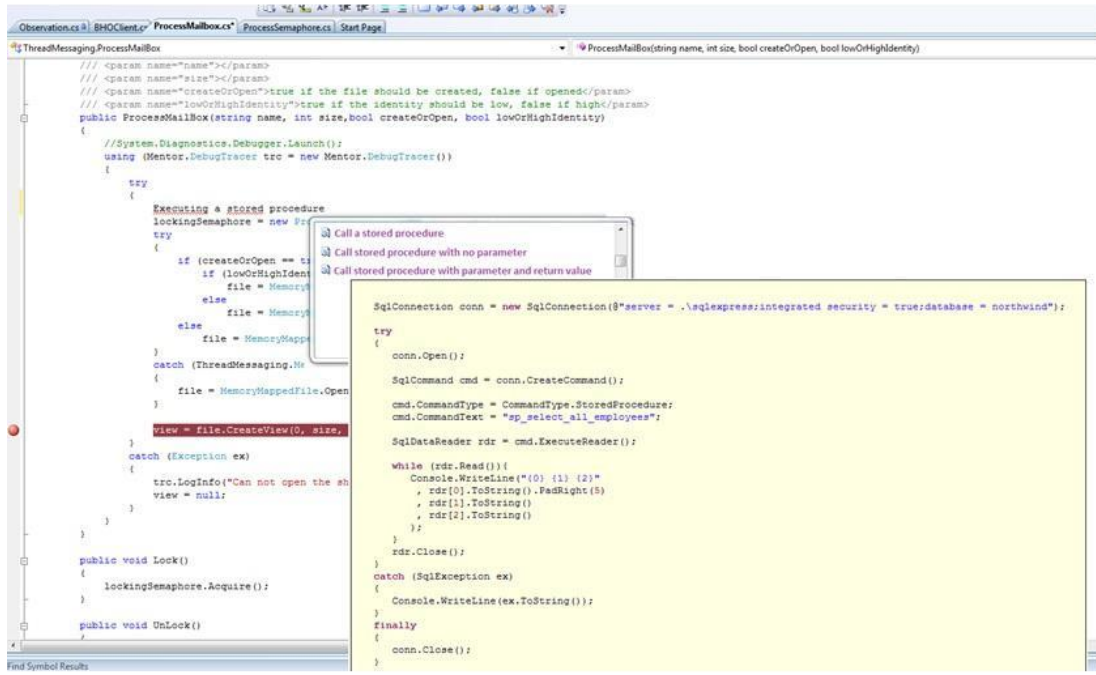 Observation.cs BHOClient.cs ProcessMailbox.cs* ProcessSemaphore.cs Start Page
ThreadMessaging.ProcessMailBox ProcessMailBox(string name, int size, bool createOrOpen, bool lowOrHighIdentity)
/// <param name="name"></param>
/// <param name="size"></param>
/// <param name="createOrOpen">true if the file should be created, false if opened</param>
/// <param name="lowOrHighIdentity">true if the identity should be low, false if high</param>
public ProcessMailBox(string name, int size,bool createOrOpen, bool lowOrHighIdentity)
{
//System.Diagnostics.Debugger.Launch();
using (Mentor.DebugTracer trc = new Mentor.DebugTracer())
{
try
{
Executing a stored procedure
lockingSemaphore = new Pro
try
{
if (createOrOpen == t
if (lowOrHighIdent
file = Memory
else
file = Memory
else
file = MemoryMappe
}
catch (ThreadMessaging.Me
{
file = MemoryMappedFile.Open
}
view = file.CreateView(0, size,
}
catch (Exception ex)
{
trc.LogInfo("Can not open the sh
view = null;
}
}
}
public void Lock()
{
lockingSemaphore.Acquire();
}
public void UnLock()
{
Find Symbol Results
Call a stored procedure
Call stored procedure with no parameter
Call stored procedure with parameter and return value
SqlConnection conn = new SqlConnection(@"server = .\sqlexpress;integrated security = true;database = northwind");
try
{
conn.Open();
SqlCommand cmd = conn.CreateCommand();
cmd.CommandType = CommandType.StoredProcedure;
cmd.CommandText = "sp_select_all_employees";
SqlDataReader rdr = cmd.ExecuteReader();
while (rdr.Read()){
Console.WriteLine("{0} {1} {2}"
, rdr[0].ToString().PadRight(5)
, rdr[1].ToString()
, rdr[2].ToString()
);
}
rdr.Close();
}
catch (SqlException ex)
{
Console.WriteLine(ex.ToString());
}
finally
{
conn.Close();
}